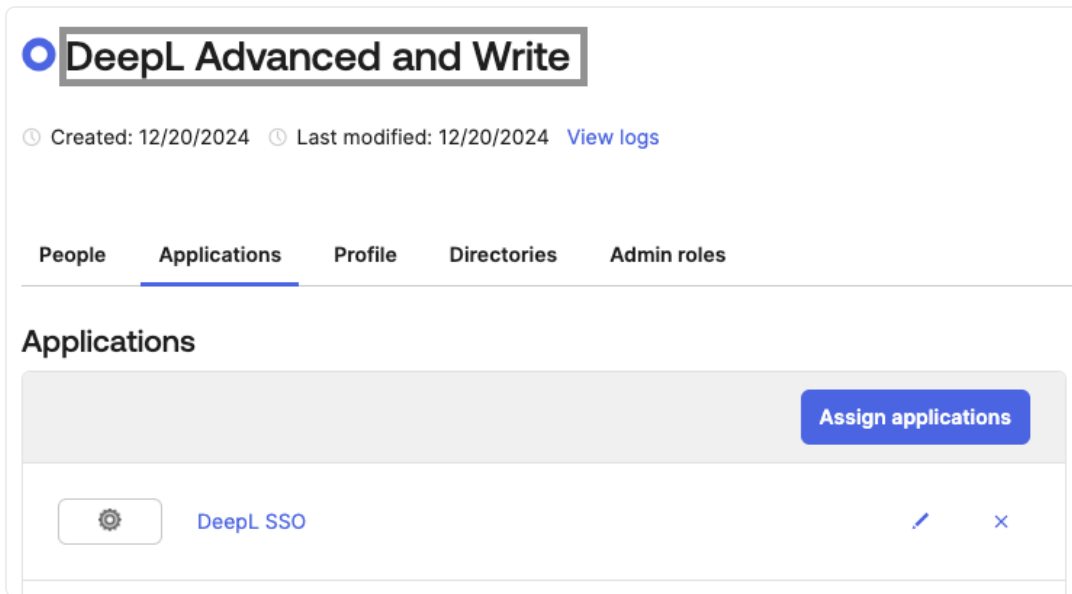 DeepL Advanced and Write
Created: 12/20/2024 Last modified: 12/20/2024 View logs
People Applications Profile Directories Admin roles
Applications
Assign applications
DeepL SSO